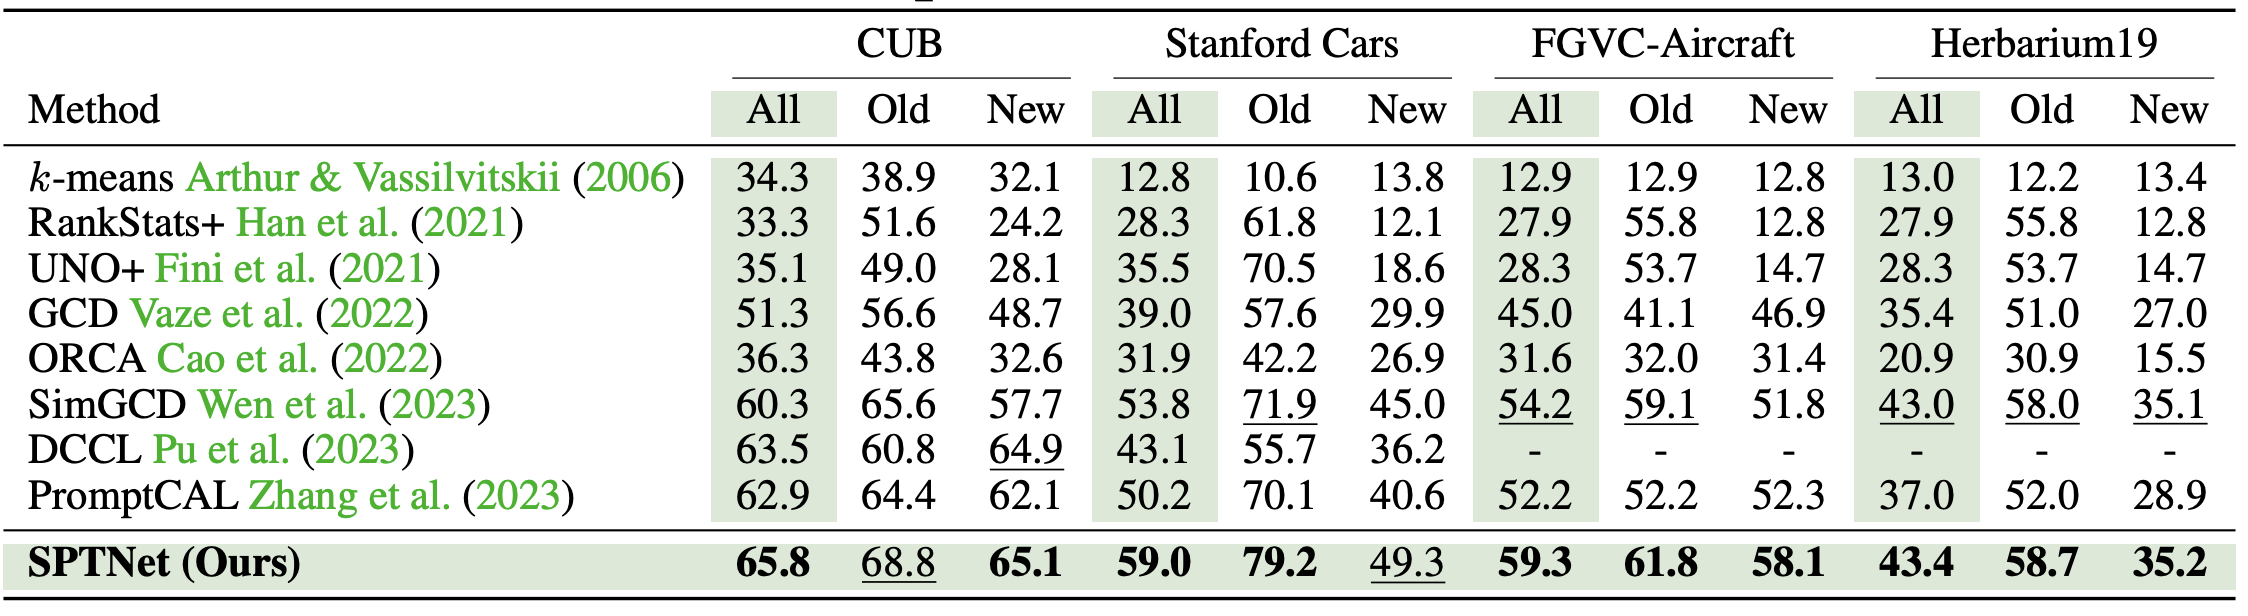 CUB Stanford Cars FGVC-Aircraft Herbarium19
Method All Old New All Old New All Old New All Old New
k-means Arthur & Vassilvitskii (2006) 34.3 38.9 32.1 12.8 10.6 13.8 12.9 12.9 12.8 13.0 12.2 13.4
RankStats+ Han et al. (2021) 33.3 51.6 24.2 28.3 61.8 12.1 27.9 55.8 12.8 27.9 55.8 12.8
UNO+ Fini et al. (2021) 35.1 49.0 28.1 35.5 70.5 18.6 28.3 53.7 14.7 28.3 53.7 14.7
GCD Vaze et al. (2022) 51.3 56.6 48.7 39.0 57.6 29.9 45.0 41.1 46.9 35.4 51.0 27.0
ORCA Cao et al. (2022) 36.3 43.8 32.6 31.9 42.2 26.9 31.6 32.0 31.4 20.9 30.9 15.5
SimGCD Wen et al. (2023) 60.3 65.6 57.7 53.8 71.9 45.0 54.2 59.1 51.8 43.0 58.0 35.1
DCCL Pu et al. (2023) 63.5 60.8 64.9 43.1 55.7 36.2 - - - - - -
PromptCAL Zhang et al. (2023) 62.9 64.4 62.1 50.2 70.1 40.6 52.2 52.2 52.3 37.0 52.0 28.9
SPTNet (Ours) 65.8 68.8 65.1 59.0 79.2 49.3 59.3 61.8 58.1 43.4 58.7 35.2